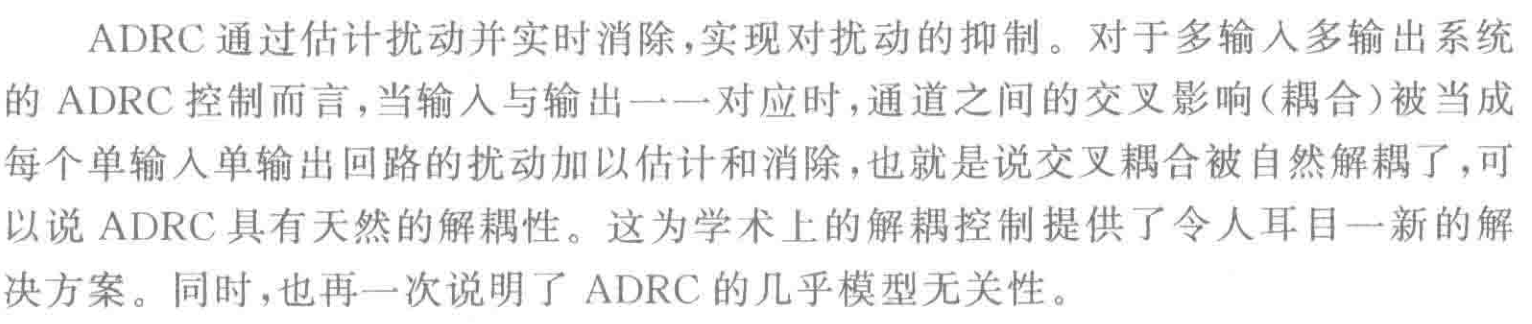 ADRC 通过估计扰动并实时消除,实现对扰动的抑制。对于多输入多输出系统
的 ADRC 控制而言,当输入与输出一一对应时,通道之间的交叉影响(耦合)被当成
每个单输入单输出回路的扰动加以估计和消除,也就是说交叉耦合被自然解耦了,可
以说 ADRC 具有天然的解耦性。这为学术上的解耦控制提供了令人耳目一新的解
决方案。同时,也再一次说明了 ADRC 的几乎模型无关性。